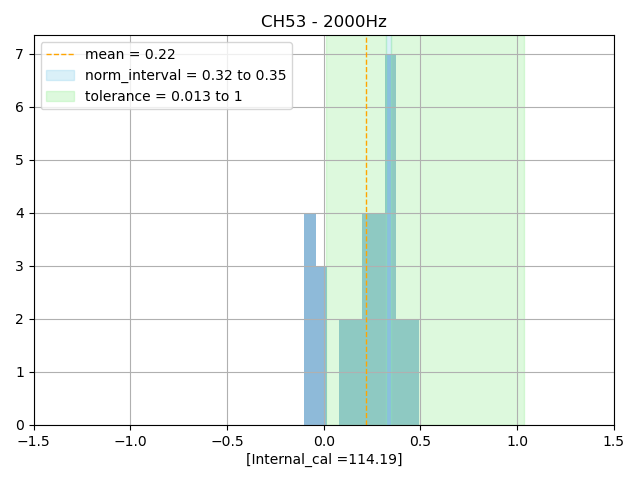 CH53 - 2000Hz
mean = 0.22
norm_interval = 0.32 to 0.35
tolerance = 0.013 to 1
7
6
5
4
3
2
1
0
−1.5 −1.0 −0.5 0.0 0.5 1.0 1.5
[Internal_cal =114.19]